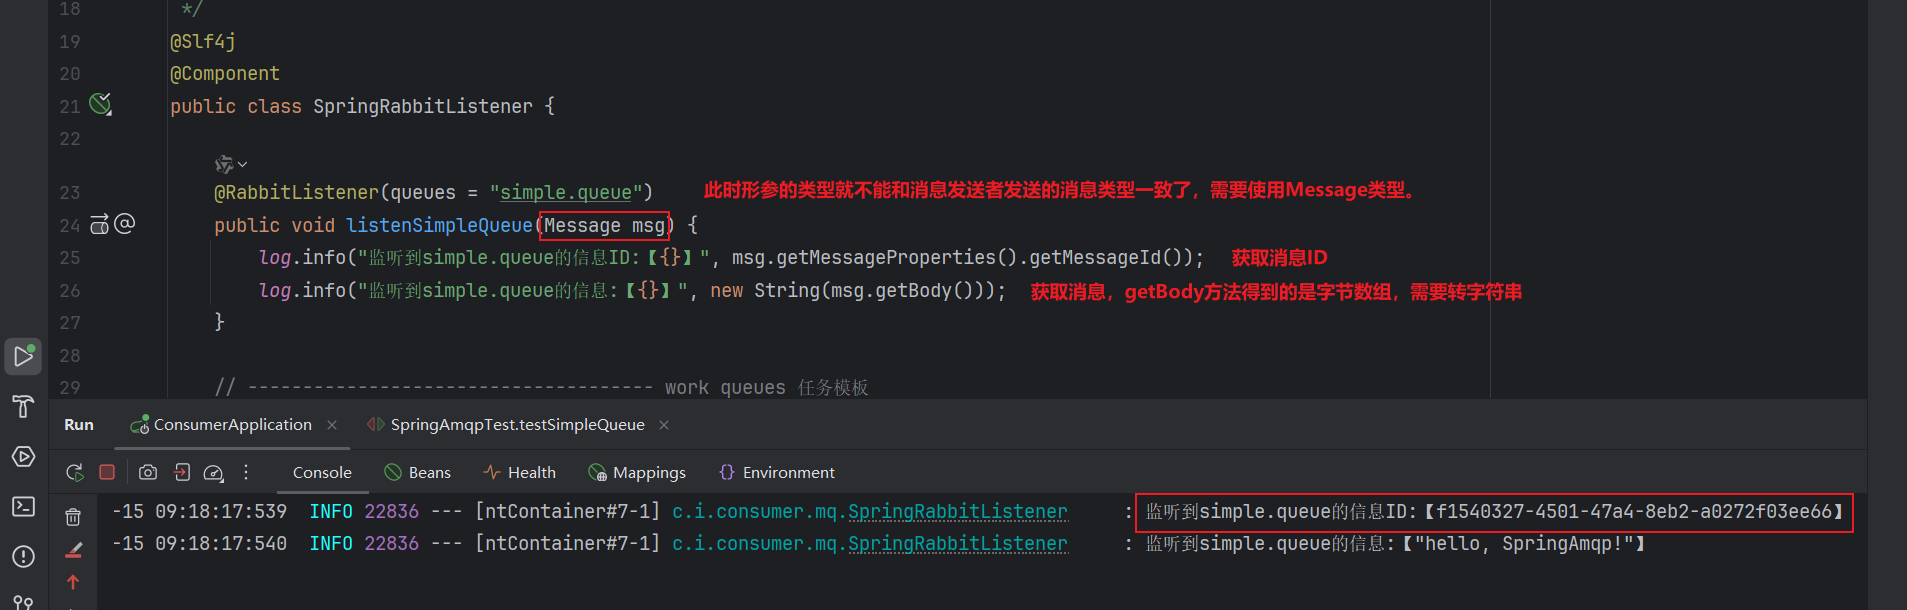 18 */
19 @Slf4j
20 @Component
21 public class SpringRabbitListener {
22
23 @RabbitListener(queues = "simple.queue") 此时形参的类型就不能和消息发送者发送的消息类型一致了，需要使用Message类型。
24 public void listenSimpleQueue(Message msg) {
25 log.info("监听到simple.queue的信息ID:【{}】", msg.getMessageProperties().getMessageId()); 获取消息ID
26 log.info("监听到simple.queue的信息:【{}】", new String(msg.getBody())); 获取消息，getBody方法得到的是字节数组，需要转字符串
27 }
28
29 // ------------------------------------- work queues 任务模板
Run ConsumerApplication × SpringAmqpTest.testSimpleQueue ×
Console Beans Health Mappings Environment
-15 09:18:17:539 INFO 22836 --- [ntContainer#7-1] c.i.consumer.mq.SpringRabbitListener : 监听到simple.queue的信息ID:【f1540327-4501-47a4-8eb2-a0272f03ee66】
-15 09:18:17:540 INFO 22836 --- [ntContainer#7-1] c.i.consumer.mq.SpringRabbitListener : 监听到simple.queue的信息:【"hello, SpringAmqp!"】